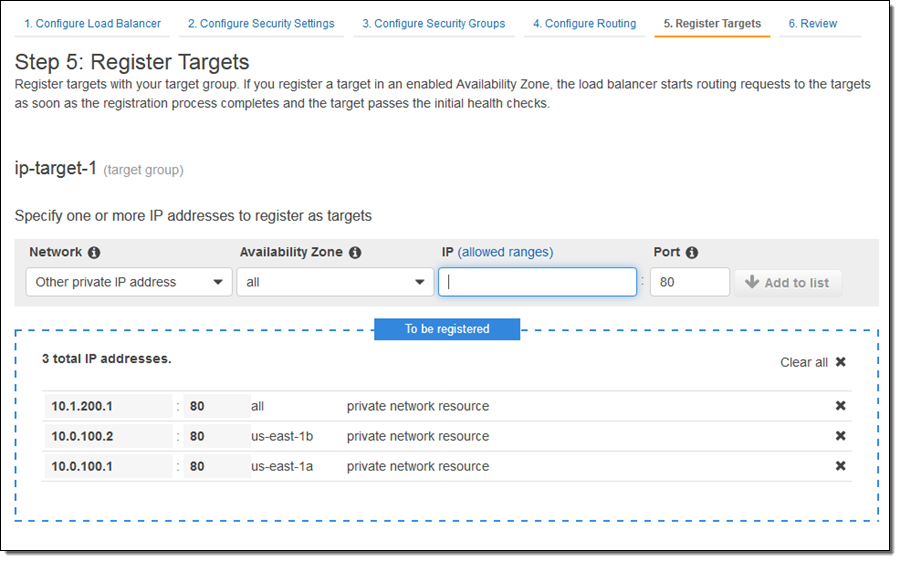 1. Configure Load Balancer 2. Configure Security Settings 3. Configure Security Groups 4. Configure Routing 5. Register Targets 6. Review
Step 5: Register Targets
Register targets with your target group. If you register a target in an enabled Availability Zone, the load balancer starts routing requests to the targets
as soon as the registration process completes and the target passes the initial health checks.
ip-target-1 (target group)
Specify one or more IP addresses to register as targets
Network Availability Zone IP (allowed ranges) Port
Other private IP address all : 80 Add to list
To be registered
3 total IP addresses.
Clear all
10.1.200.1 : 80 all private network resource
10.0.100.2 : 80 us-east-1b private network resource
10.0.100.1 : 80 us-east-1a private network resource